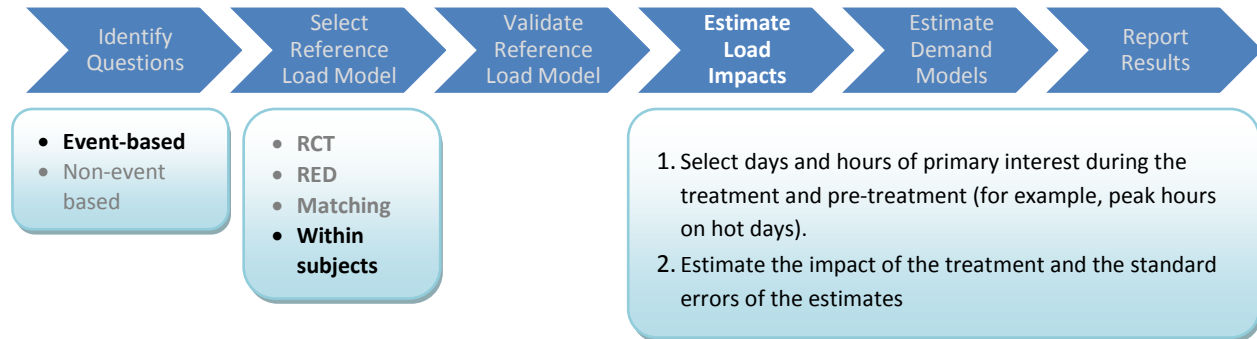 Identify
Questions
Select
Reference
Load Model
Validate
Reference
Load Model
Estimate
Load
Impacts
Estimate
Demand
Models
Report
Results
• Event-based
• Non-event
based
• RCT
• RED
• Matching
• Within
subjects
1. Select days and hours of primary interest during the
treatment and pre-treatment (for example, peak hours
on hot days).
2. Estimate the impact of the treatment and the standard
errors of the estimates